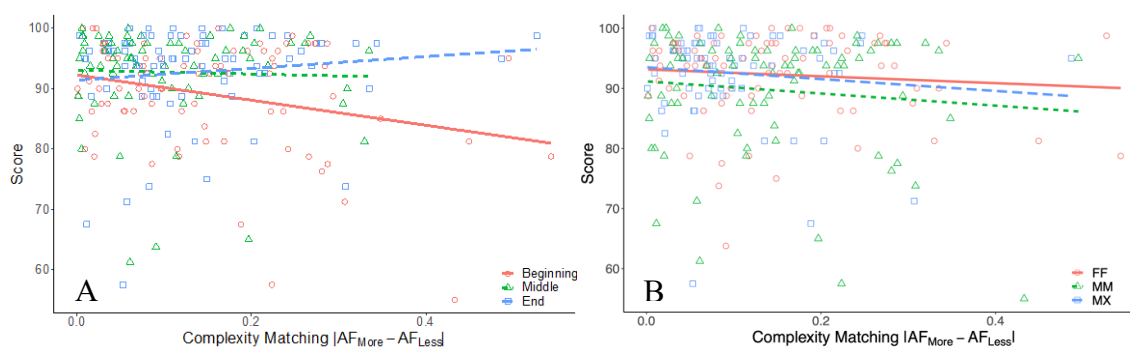 100
90
80
70
60
Score
0.0
0.2
0.4
Complexity Matching |AFMore − AFLess|
A
Beginning
Middle
End
100
90
80
70
60
Score
0.0
0.2
0.4
Complexity Matching |AFMore − AFLess|
B
FF
MM
MX